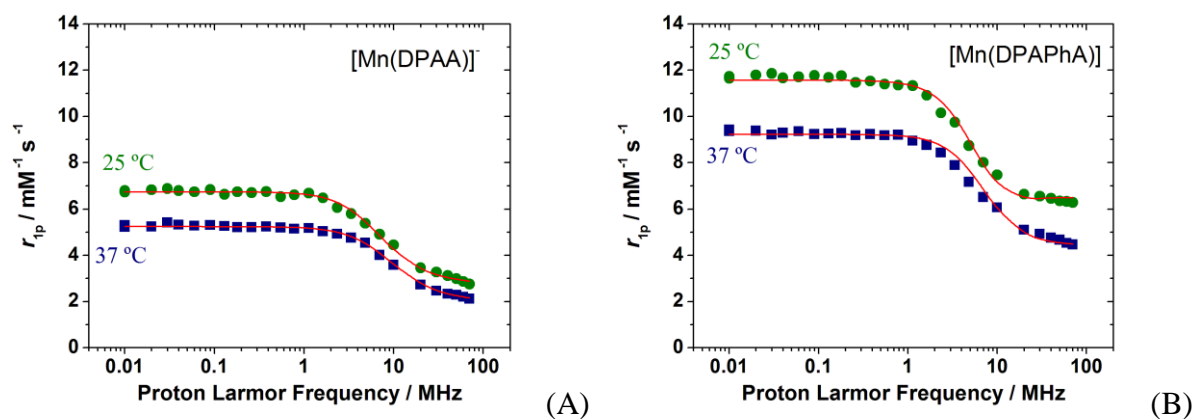 14
12
10
8
6
4
2
0
r₁ₚ / mM⁻¹ s⁻¹
[Mn(DPAA)]⁻
25 ºC
37 ºC
0.01 0.1 1 10 100
Proton Larmor Frequency / MHz
(A)
14
12
10
8
6
4
2
0
r₁ₚ / mM⁻¹ s⁻¹
25 ºC
[Mn(DPAPhA)]
37 ºC
0.01 0.1 1 10 100
Proton Larmor Frequency / MHz
(B)